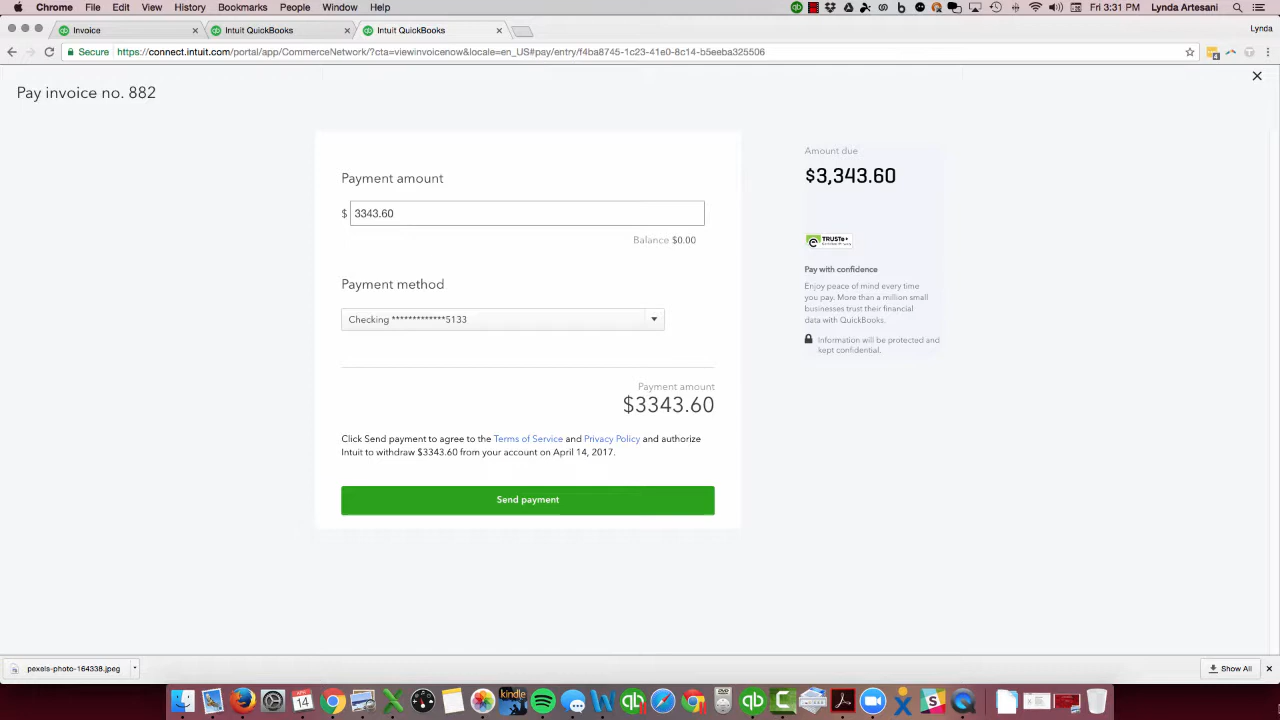 Chrome File Edit View History Bookmarks People Window Help Fri 3:31 PM Lynda Artesani
Invoice Intuit QuickBooks Intuit QuickBooks Lynda
Secure https://connect.intuit.com/portal/app/CommerceNetwork/?cta=viewinvoicenow&locale=en_US#pay/entry/f4ba8745-1c23-41e0-8c14-b5eeba325506
Pay invoice no. 882
Payment amount
$ 3343.60
Balance $0.00
Payment method
Checking *************5133
Payment amount
$3343.60
Click Send payment to agree to the Terms of Service and Privacy Policy and authorize
Intuit to withdraw $3343.60 from your account on April 14, 2017.
Send payment
Amount due
$3,343.60
TRUSTe
Pay with confidence
Enjoy peace of mind every time
you pay. More than a million small
businesses trust their financial
data with QuickBooks.
Information will be protected and
kept confidential.
pexels-photo-164338.jpeg
Show All
14
kindle